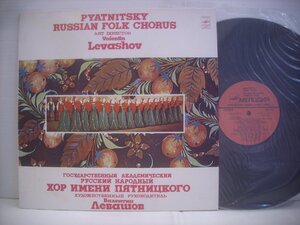 PYATNITSKY
RUSSIAN FOLK CHORUS
ART DIRECTOR
Valentin
Levashov
ГОСУДАРСТВЕННЫЙ АКАДЕМИЧЕСКИЙ
РУССКИЙ НАРОДНЫЙ
ХОР ИМЕНИ ПЯТНИЦКОГО
ХУДОЖЕСТВЕННЫЙ РУКОВОДИТЕЛЬ
Валентин
Левашов
МЕЛОДИЯ